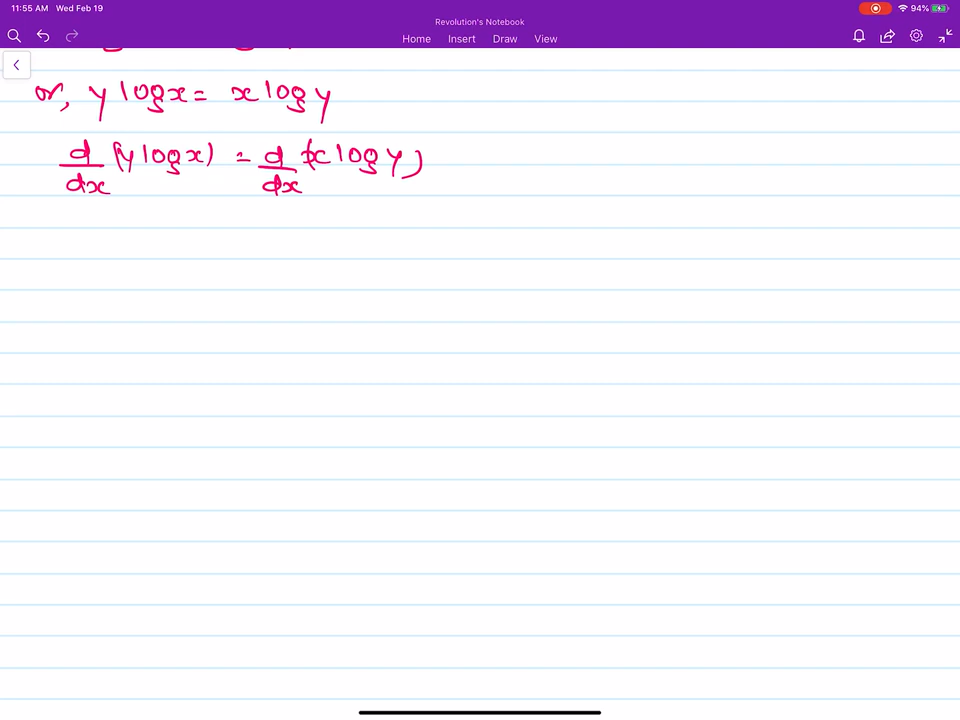 11:55 AM Wed Feb 19
94%
Revolution's Notebook
Home Insert Draw View
or, y log x = x log y
d/dx (y log x) = d/dx (x log y)